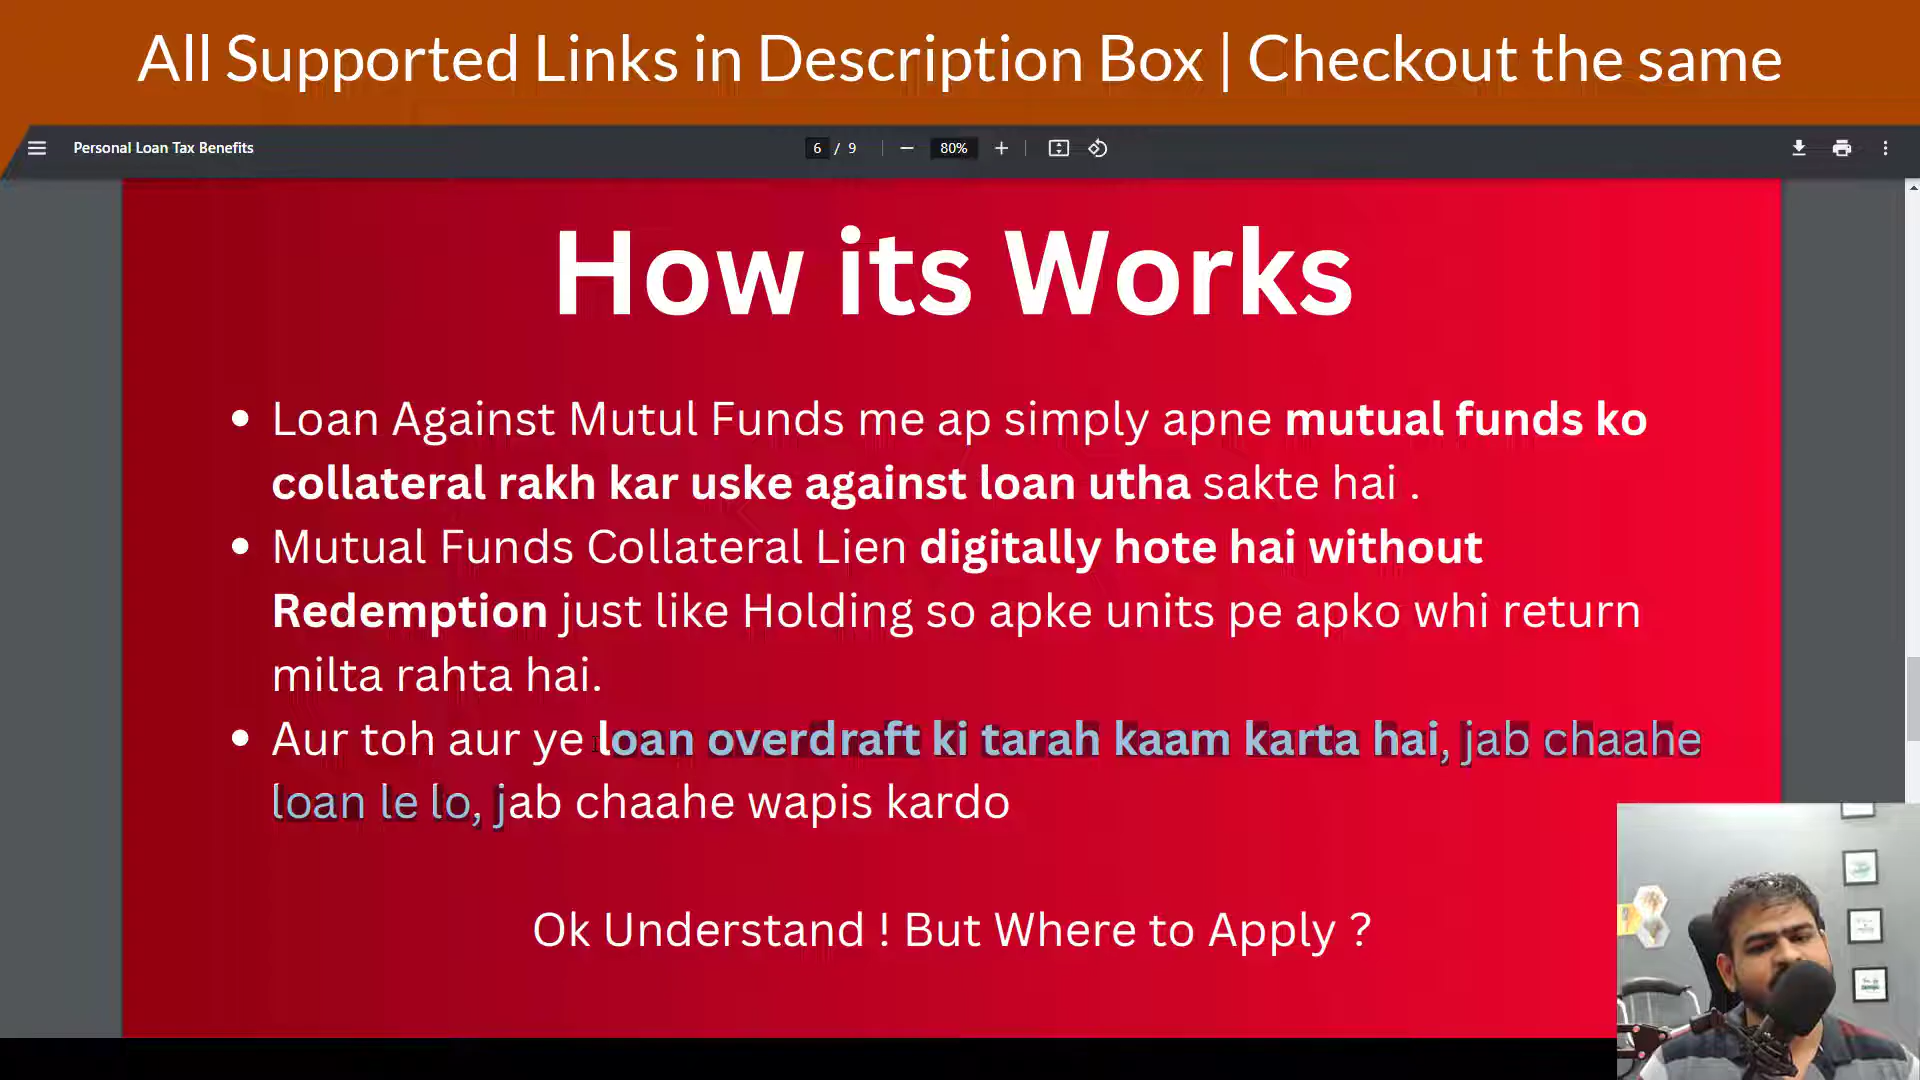 All Supported Links in Description Box | Checkout the same
Personal Loan Tax Benefits
6 / 9
80%
How its Works
Loan Against Mutul Funds me ap simply apne mutual funds ko
collateral rakh kar uske against loan utha sakte hai .
Mutual Funds Collateral Lien digitally hote hai without
Redemption just like Holding so apke units pe apko whi return
milta rahta hai.
Aur toh aur ye loan overdraft ki tarah kaam karta hai, jab chaahe
loan le lo, jab chaahe wapis kardo
Ok Understand ! But Where to Apply ?